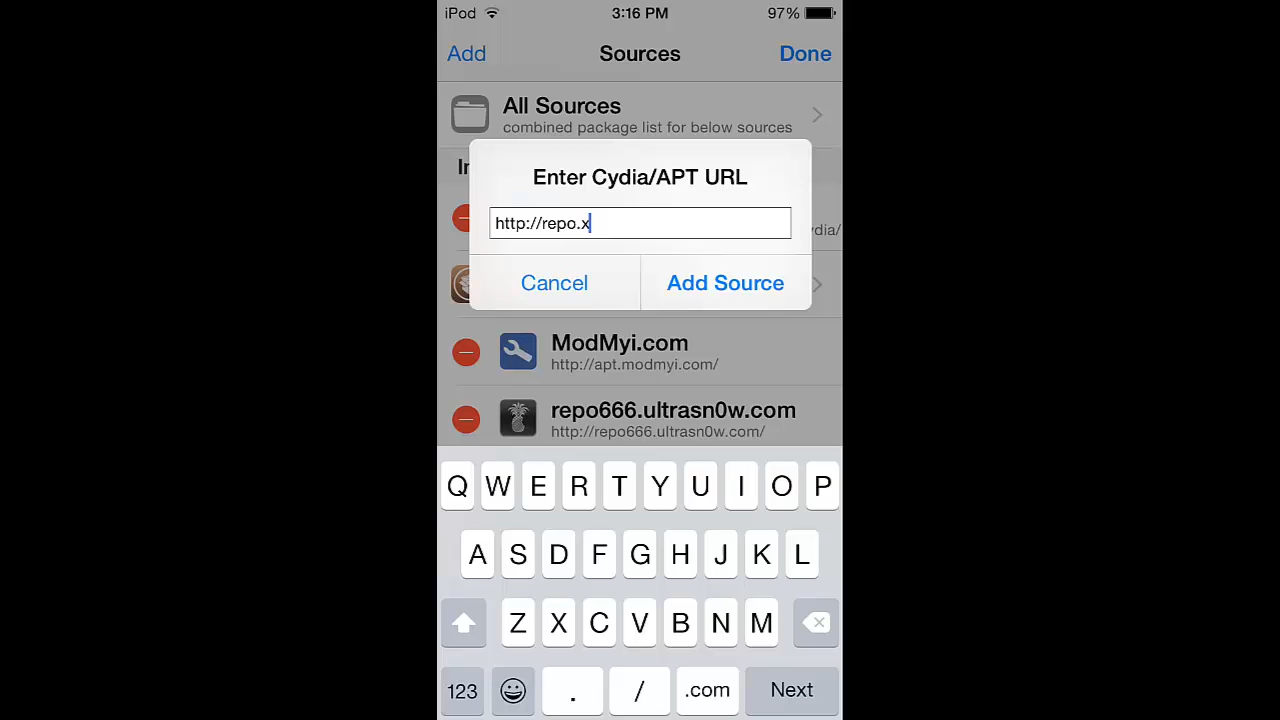 iPod 3:16 PM 97%
Add Sources Done
All Sources
combined package list for below sources
In
Enter Cydia/APT URL
http://repo.x
ydia/
Cancel Add Source
ModMyi.com
http://apt.modmyi.com/
repo666.ultrasn0w.com
http://repo666.ultrasn0w.com/
Q W E R T Y U I O P
A S D F G H J K L
Z X C V B N M
123 . / .com Next